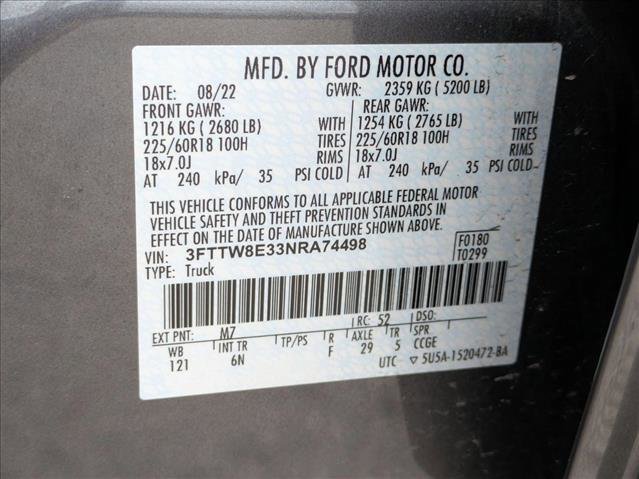 MFD. BY FORD MOTOR CO.
DATE: 08/22 GVWR: 2359 KG ( 5200 LB)
FRONT GAWR: REAR GAWR:
1216 KG ( 2680 LB) WITH 1254 KG ( 2765 LB) WITH
225/60R18 100H TIRES 225/60R18 100H TIRES
18x7.0J RIMS 18x7.0J RIMS
AT 240 kPa/ 35 PSI COLD AT 240 kPa/ 35 PSI COLD
THIS VEHICLE CONFORMS TO ALL APPLICABLE FEDERAL MOTOR
VEHICLE SAFETY AND THEFT PREVENTION STANDARDS IN
EFFECT ON THE DATE OF MANUFACTURE SHOWN ABOVE.
VIN: 3FTTW8E33NRA74498 F0180
TYPE: Truck T0299
EXT PNT: M7 RC: 52 DSO:
WB INT TR TP/PS R AXLE TR SPR
121 6N F 29 5 CCGE
UTC ▽ 5U5A-1520472-BA